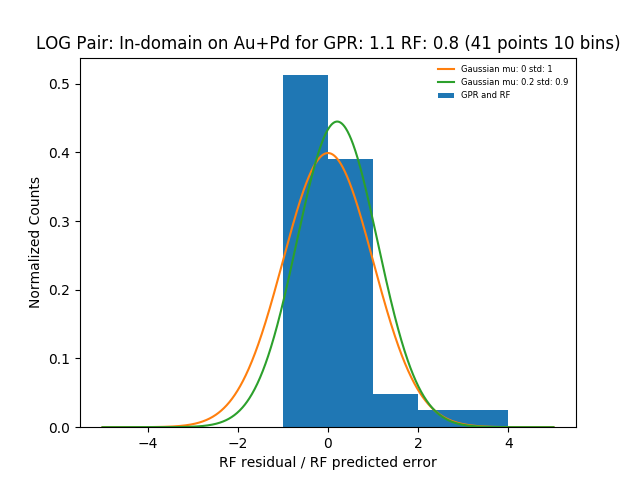 LOG Pair: In-domain on Au+Pd for GPR: 1.1 RF: 0.8 (41 points 10 bins)
Gaussian mu: 0 std: 1
Gaussian mu: 0.2 std: 0.9
GPR and RF
Normalized Counts
0.5
0.4
0.3
0.2
0.1
0.0
−4
−2
0
2
4
RF residual / RF predicted error